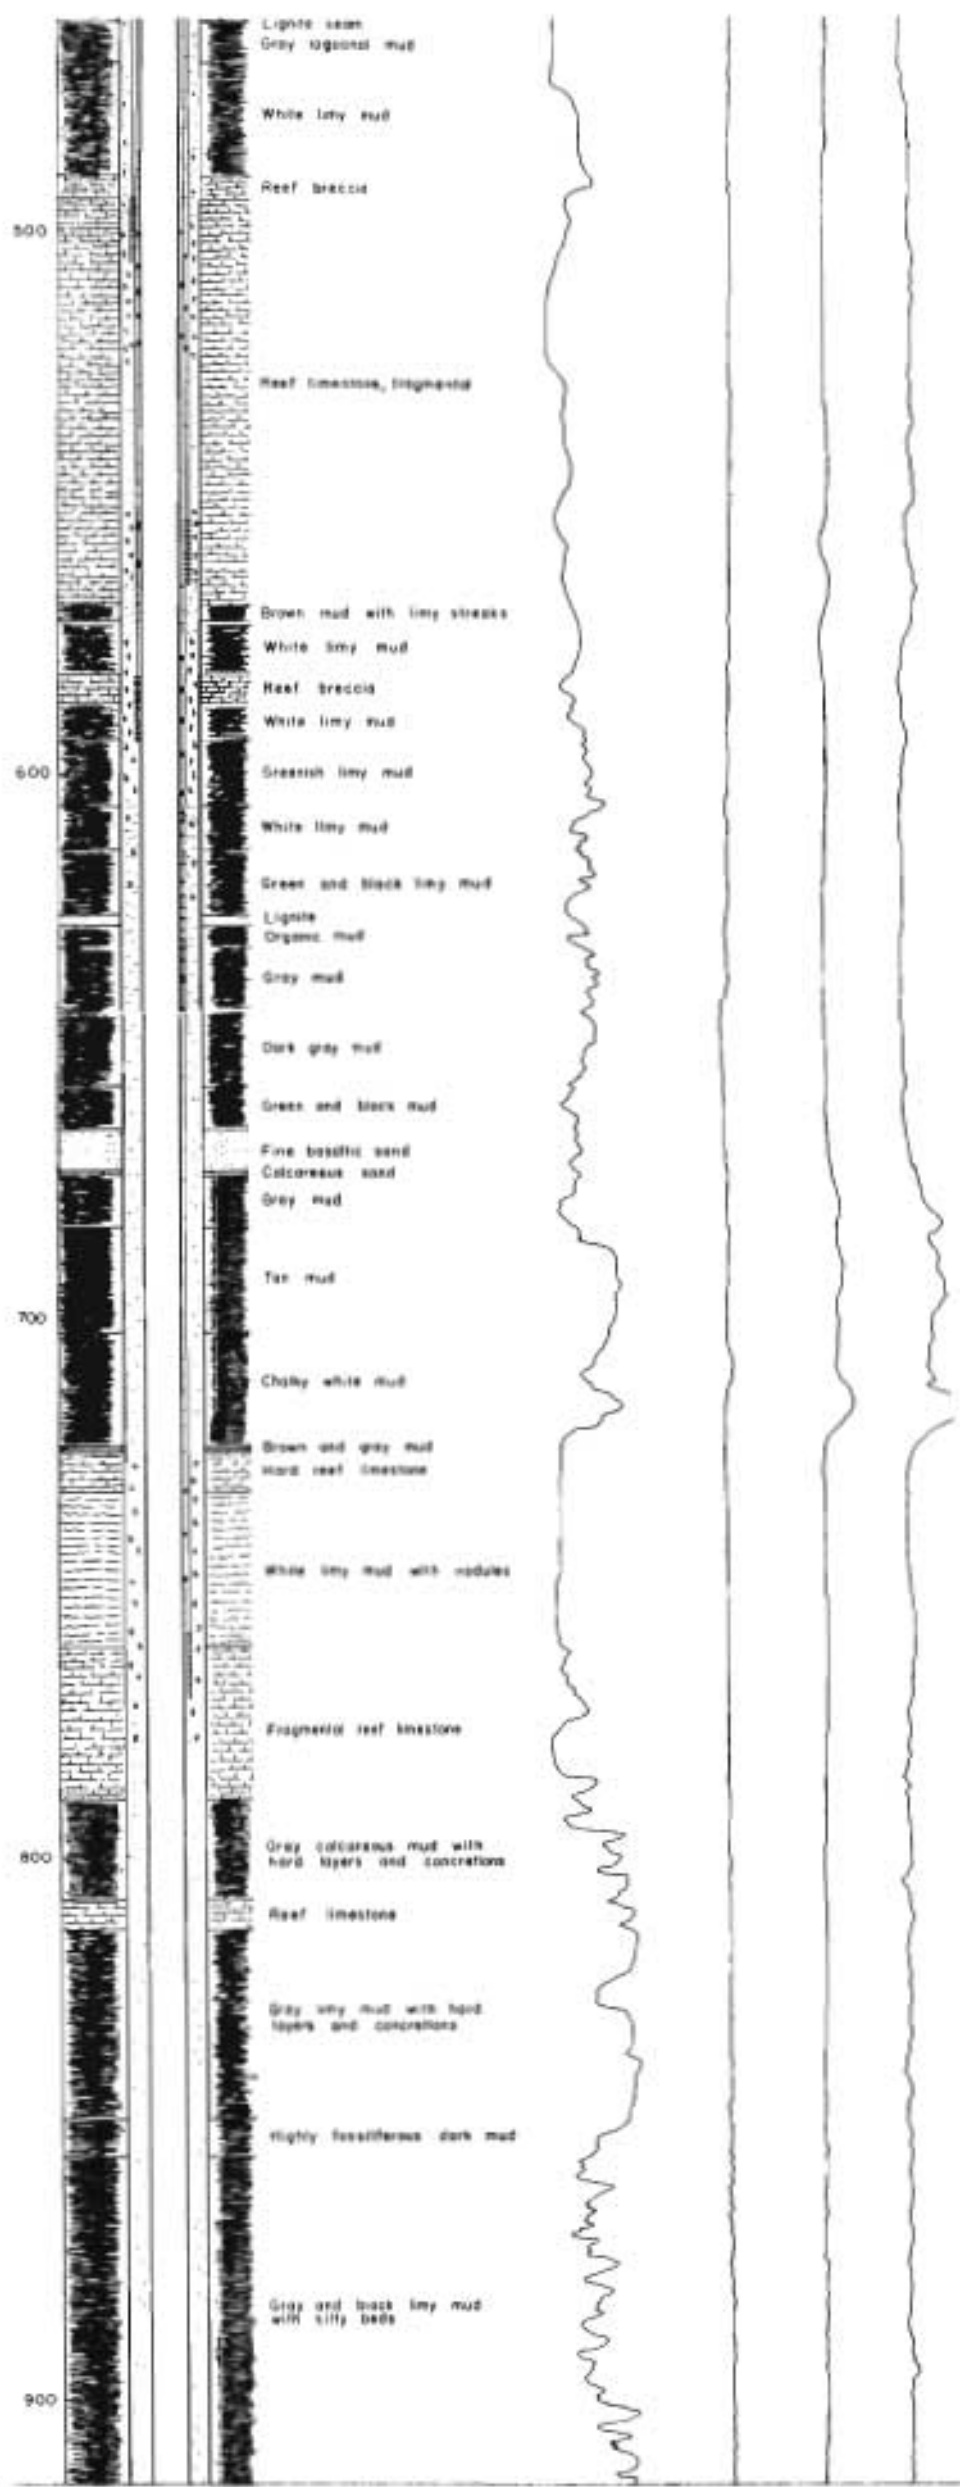 Lignite seam
Gray lagoonal mud
White limy mud
Reef breccia
500
Reef limestone, fragmental
Brown mud with limy streaks
White limy mud
Reef breccia
White limy mud
600
Greenish limy mud
White limy mud
Green and black limy mud
Lignite
Organic mud
Gray mud
Dark gray mud
Green and black mud
Fine basaltic sand
Calcareous sand
Gray mud
Tan mud
700
Chalky white mud
Brown and gray mud
Hard reef limestone
White limy mud with nodules
Fragmental reef limestone
800
Gray calcareous mud with
hard layers and concretions
Reef limestone
Gray limy mud with hard
layers and concretions
Highly fossiliferous dark mud
Gray and black limy mud
with silty beds
900